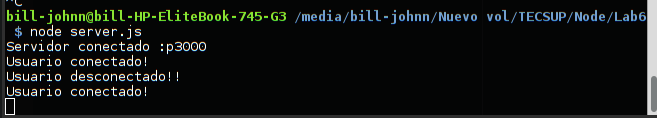 ^C
bill-johnn@bill-HP-EliteBook-745-G3 /media/bill-johnn/Nuevo vol/TECSUP/Node/Lab6
$ node server.js
Servidor conectado :p3000
Usuario conectado!
Usuario desconectado!!
Usuario conectado!